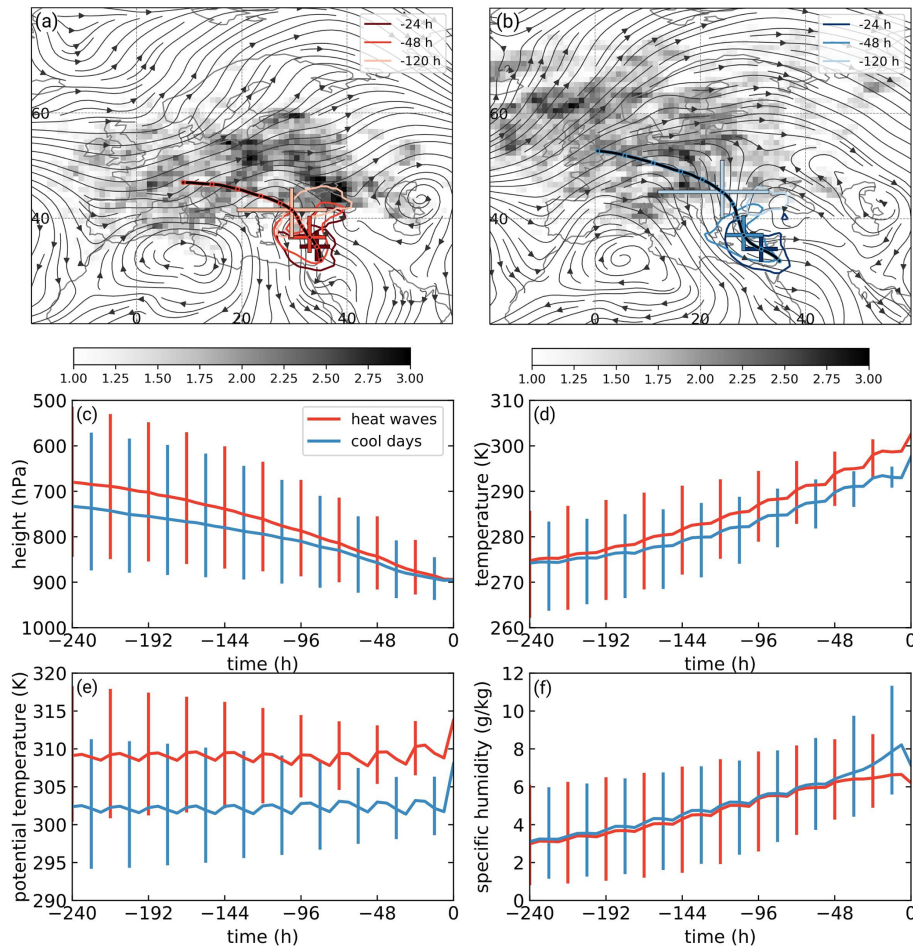 (a)
-24 h
-48 h
-120 h
60
40
0
20
40
(b)
-24 h
-48 h
-120 h
60
40
0
20
40
1.00 1.25 1.50 1.75 2.00 2.25 2.50 2.75 3.00
1.00 1.25 1.50 1.75 2.00 2.25 2.50 2.75 3.00
(c)
heat waves
cool days
500
600
700
800
900
1000
height (hPa)
−240 −192 −144 −96 −48 0
time (h)
(d)
310
300
290
280
270
260
temperature (K)
−240 −192 −144 −96 −48 0
time (h)
(e)
320
315
310
305
300
295
290
potential temperature (K)
−240 −192 −144 −96 −48 0
time (h)
(f)
12
10
8
6
4
2
0
specific humidity (g/kg)
−240 −192 −144 −96 −48 0
time (h)